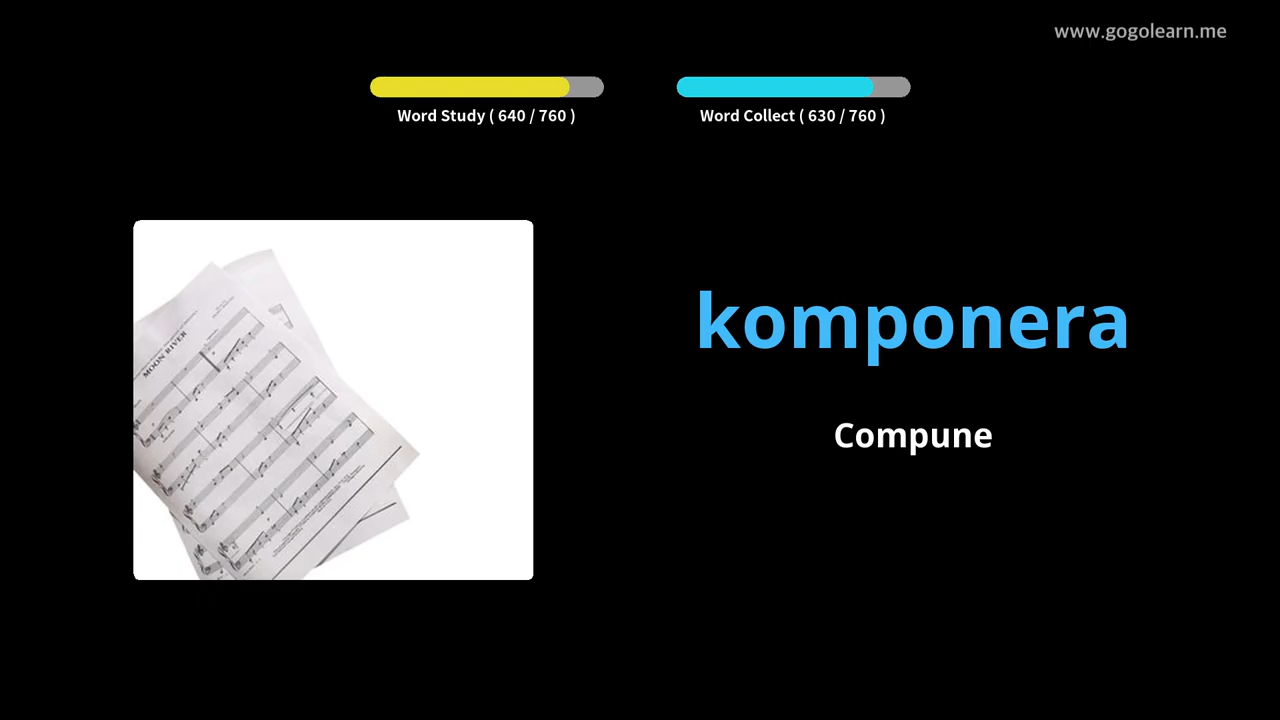 www.gogolearn.me
Word Study ( 640 / 760 )
Word Collect ( 630 / 760 )
MOON RIVER
komponera
Compune